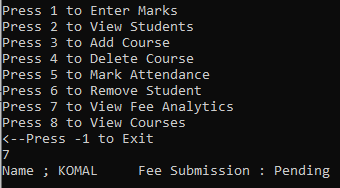 Press 1 to Enter Marks
Press 2 to View Students
Press 3 to Add Course
Press 4 to Delete Course
Press 5 to Mark Attendance
Press 6 to Remove Student
Press 7 to View Fee Analytics
Press 8 to View Courses
<--Press -1 to Exit
7
Name ; KOMAL     Fee Submission : Pending